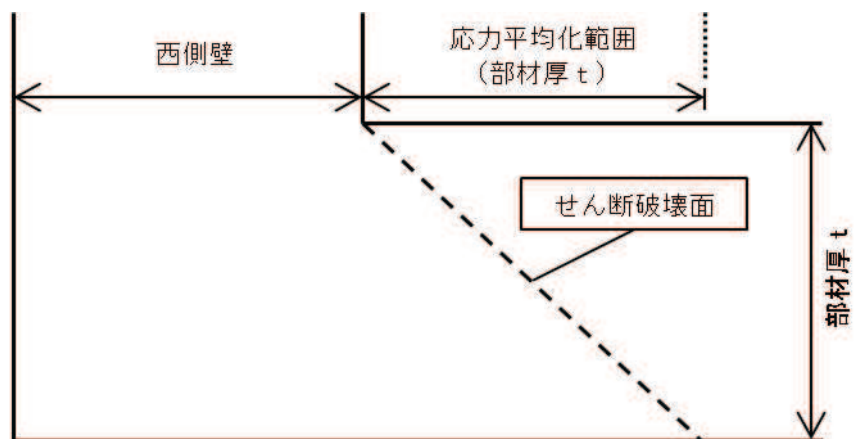 西側壁
応力平均化範囲
（部材厚ｔ）
せん断破壊面
部材厚ｔ